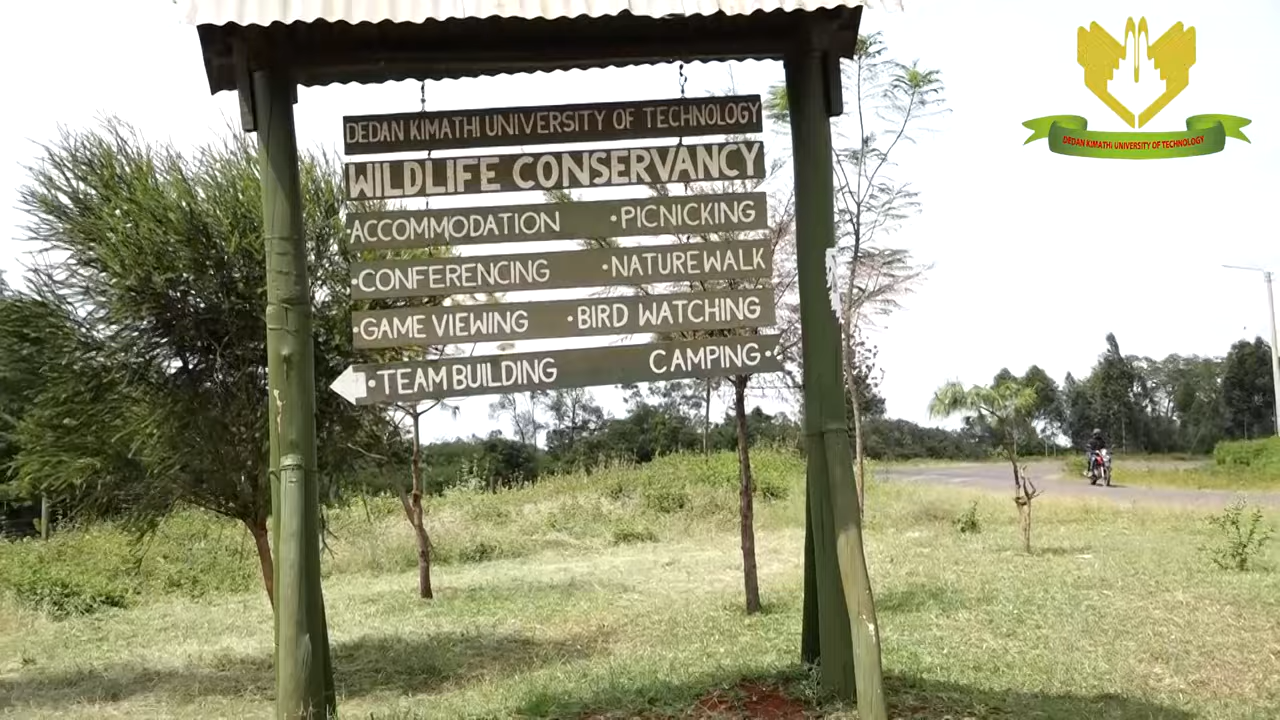 DEDAN KIMATHI UNIVERSITY OF TECHNOLOGY
WILDLIFE CONSERVANCY
•ACCOMMODATION •PICNICKING
•CONFERENCING •NATURE WALK
•GAME VIEWING •BIRD WATCHING
•TEAM BUILDING CAMPING•
DEDAN KIMATHI UNIVERSITY OF TECHNOLOGY